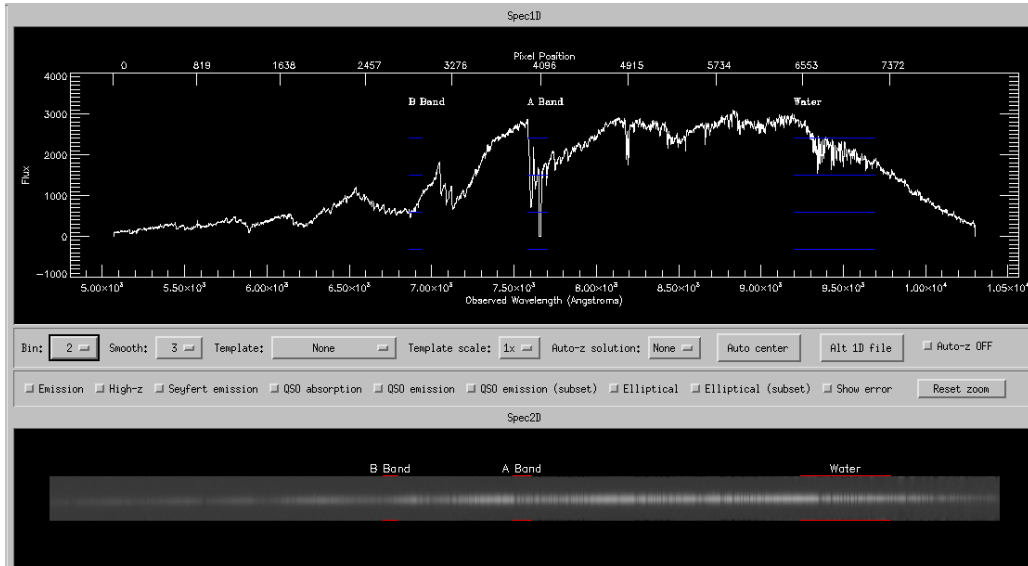 Spec1D
Pixel Position
0 819 1638 2457 3276 4096 4915 5734 6553 7372
4000
B Band A Band Water
3000
2000
Flux
1000
0
-1000
5.00×10³ 5.50×10³ 6.00×10³ 6.50×10³ 7.00×10³ 7.50×10³ 8.00×10³ 8.50×10³ 9.00×10³ 9.50×10³ 1.00×10⁴ 1.05×10⁴
Observed Wavelength (Angstroms)
Bin: 2 Smooth: 3 Template: None Template scale: 1x Auto-z solution: None Auto center Alt 1D file Auto-z OFF
Emission High-z Seyfert emission QSO absorption QSO emission QSO emission (subset) Elliptical Elliptical (subset) Show error Reset zoom
Spec2D
B Band A Band Water